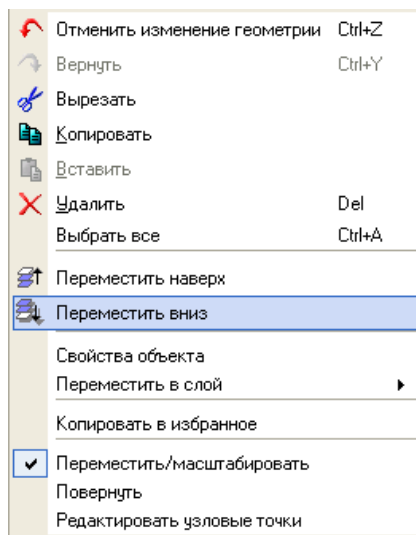 Отменить изменение геометрии Ctrl+Z
Вернуть Ctrl+Y
Вырезать
Копировать
Вставить
Удалить Del
Выбрать все Ctrl+A
Переместить наверх
Переместить вниз
Свойства объекта
Переместить в слой
Копировать в избранное
Переместить/масштабировать
Повернуть
Редактировать узловые точки